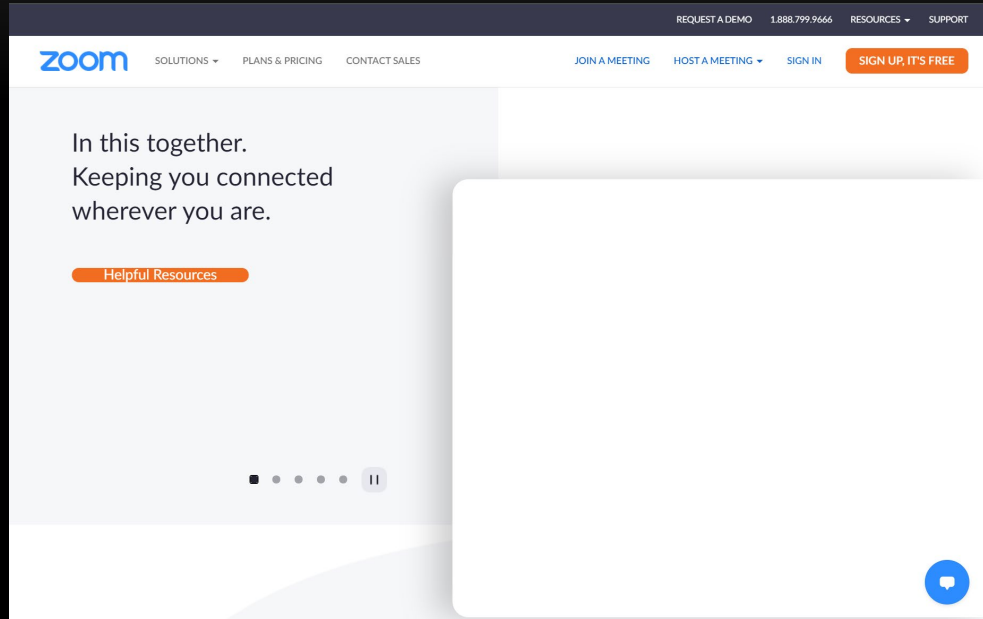 REQUEST A DEMO 1.888.799.9666 RESOURCES SUPPORT
zoom SOLUTIONS PLANS & PRICING CONTACT SALES JOIN A MEETING HOST A MEETING SIGN IN SIGN UP, IT'S FREE
In this together.
Keeping you connected
wherever you are.
Helpful Resources